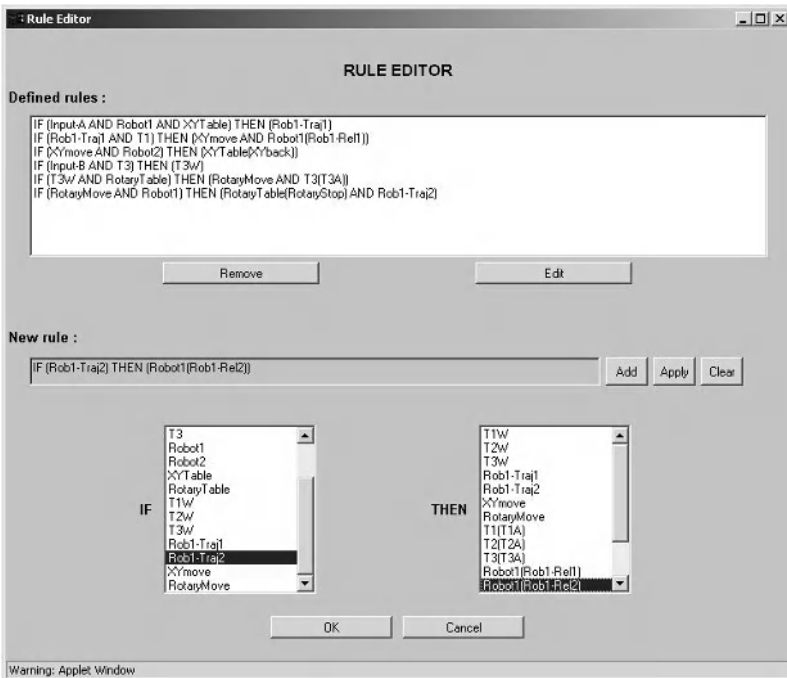 Rule Editor
RULE EDITOR
Defined rules :
IF (Input-A AND Robot1 AND XYTable) THEN (Rob1-Traj1)
IF (Rob1-Traj1 AND T1) THEN (XYmove AND Robot1(Rob1-Rel1))
IF (XYmove AND Robot2) THEN (XYTable(XYback))
IF (Input-B AND T3) THEN (T3W)
IF (T3W AND RotaryTable) THEN (RotaryMove AND T3(T3A))
IF (RotaryMove AND Robot1) THEN (RotaryTable(RotaryStop) AND Rob1-Traj2)
Remove
Edit
New rule :
IF (Rob1-Traj2) THEN (Robot1(Rob1-Rel2))
Add
Apply
Clear
IF
T3
Robot1
Robot2
XYTable
RotaryTable
T1W
T2W
T3W
Rob1-Traj1
Rob1-Traj2
XYmove
RotaryMove
THEN
T1W
T2W
T3W
Rob1-Traj1
Rob1-Traj2
XYmove
RotaryMove
T1(T1A)
T2(T2A)
T3(T3A)
Robot1(Rob1-Rel1)
Robot1(Rob1-Rel2)
OK
Cancel
Warning: Applet Window